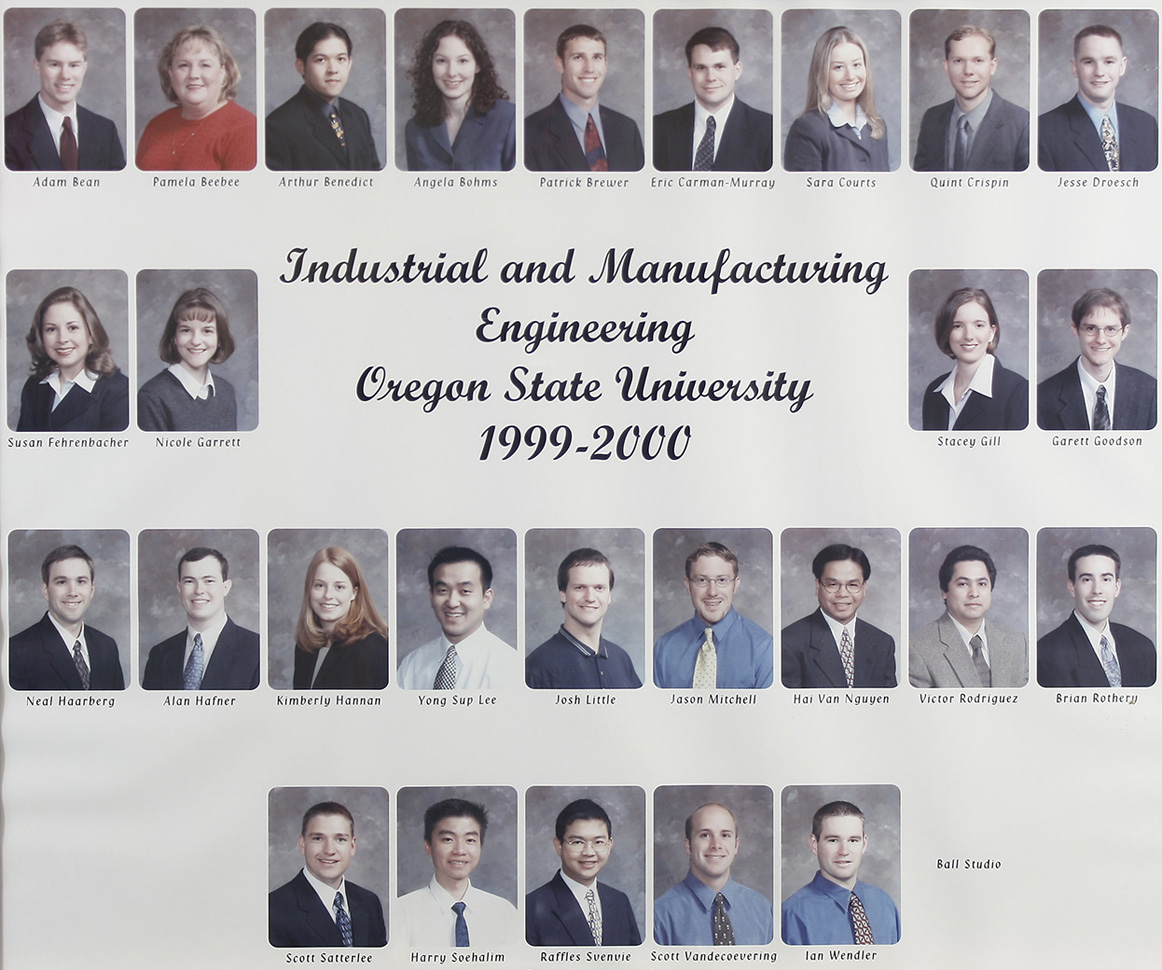 Adam Bean
Pamela Beebee
Arthur Benedict
Angela Bohms
Patrick Brewer
Eric Carman-Murray
Sara Courts
Quint Crispin
Jesse Droesch
Industrial and Manufacturing
Engineering
Oregon State University
1999-2000
Susan Fehrenbacher
Nicole Garrett
Stacey Gill
Garett Goodson
Neal Haarberg
Alan Hafner
Kimberly Hannan
Yong Sup Lee
Josh Little
Jason Mitchell
Hai Van Nguyen
Victor Rodriguez
Brian Rothery
Scott Satterlee
Harry Soehalim
Raffles Svenvie
Scott Vandecoevering
Ian Wendler
Ball Studio